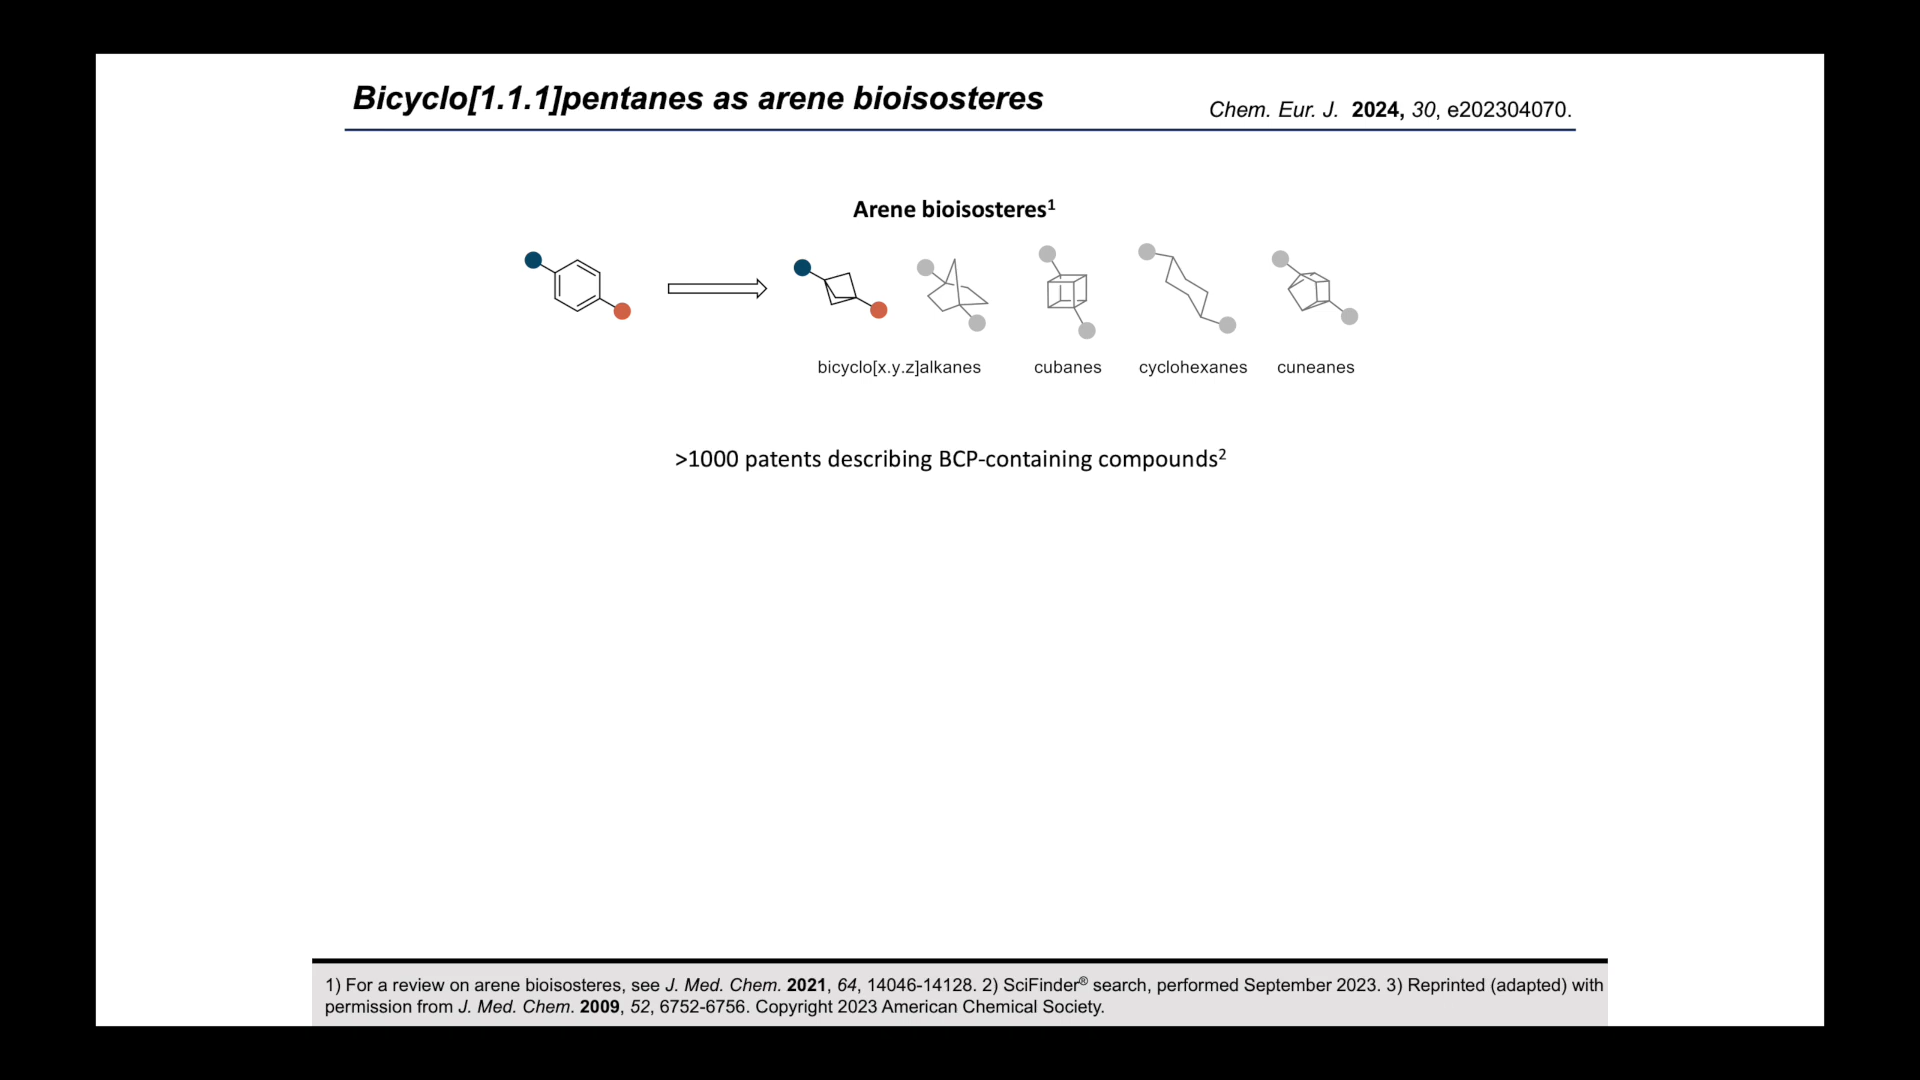 Bicyclo[1.1.1]pentanes as arene bioisosteres
Chem. Eur. J. 2024, 30, e202304070.
Arene bioisosteres¹
bicyclo[x.y.z]alkanes
cubanes
cyclohexanes
cuneanes
>1000 patents describing BCP-containing compounds²
1) For a review on arene bioisosteres, see J. Med. Chem. 2021, 64, 14046-14128. 2) SciFinder® search, performed September 2023. 3) Reprinted (adapted) with
permission from J. Med. Chem. 2009, 52, 6752-6756. Copyright 2023 American Chemical Society.